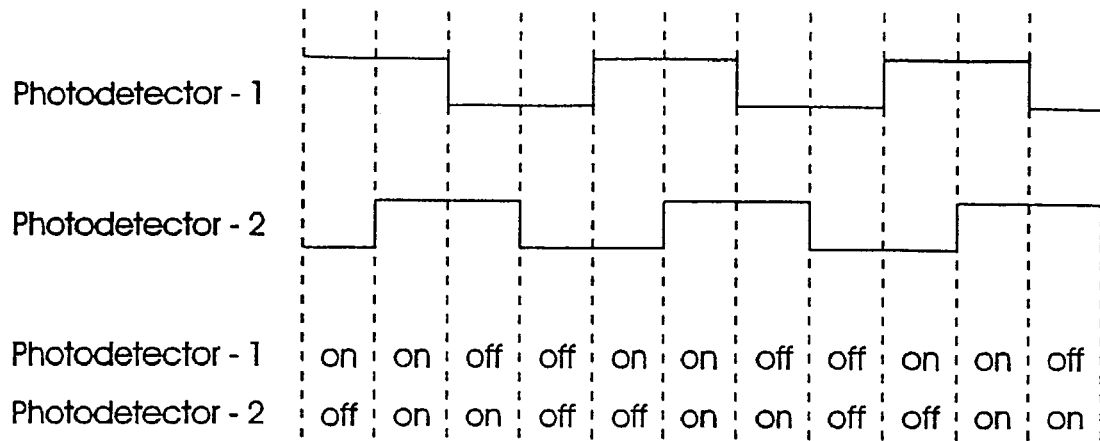 Photodetector - 1
Photodetector - 2
Photodetector - 1 on on off off on on off off on on off
Photodetector - 2 off on on off off on on off off on on